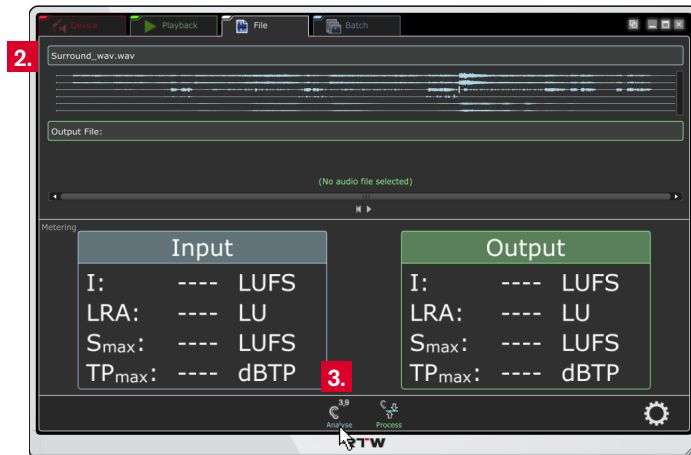 Device Playback File Batch
2.
Surround_wav.wav
Output File:
(No audio file selected)
Metering
Input Output
I: ---- LUFS I: ---- LUFS
LRA: ---- LU LRA: ---- LU
Smax: ---- LUFS Smax: ---- LUFS
TPmax: ---- dBTP TPmax: ---- dBTP
3.
3,9
Analyse Process
RTW